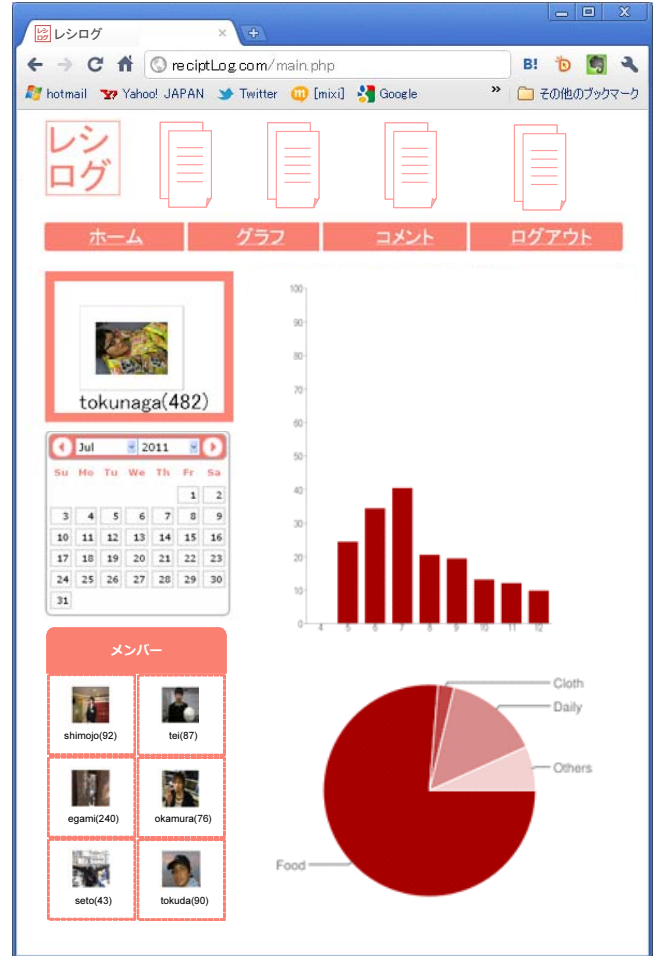 レシログ
reciptLog.com/main.php
B!
hotmail Yahoo! JAPAN Twitter [mixi] Google » その他のブックマーク
レシ
ログ
ホーム グラフ コメント ログアウト
tokunaga(482)
Jul 2011
Su Mo Tu We Th Fr Sa
1 2
3 4 5 6 7 8 9
10 11 12 13 14 15 16
17 18 19 20 21 22 23
24 25 26 27 28 29 30
31
メンバー
shimojo(92) tei(87)
egami(240) okamura(76)
seto(43) tokuda(90)
100
90
80
70
60
50
40
30
20
10
0
4 5 6 7 8 9 10 11 12
Cloth
Daily
Others
Food